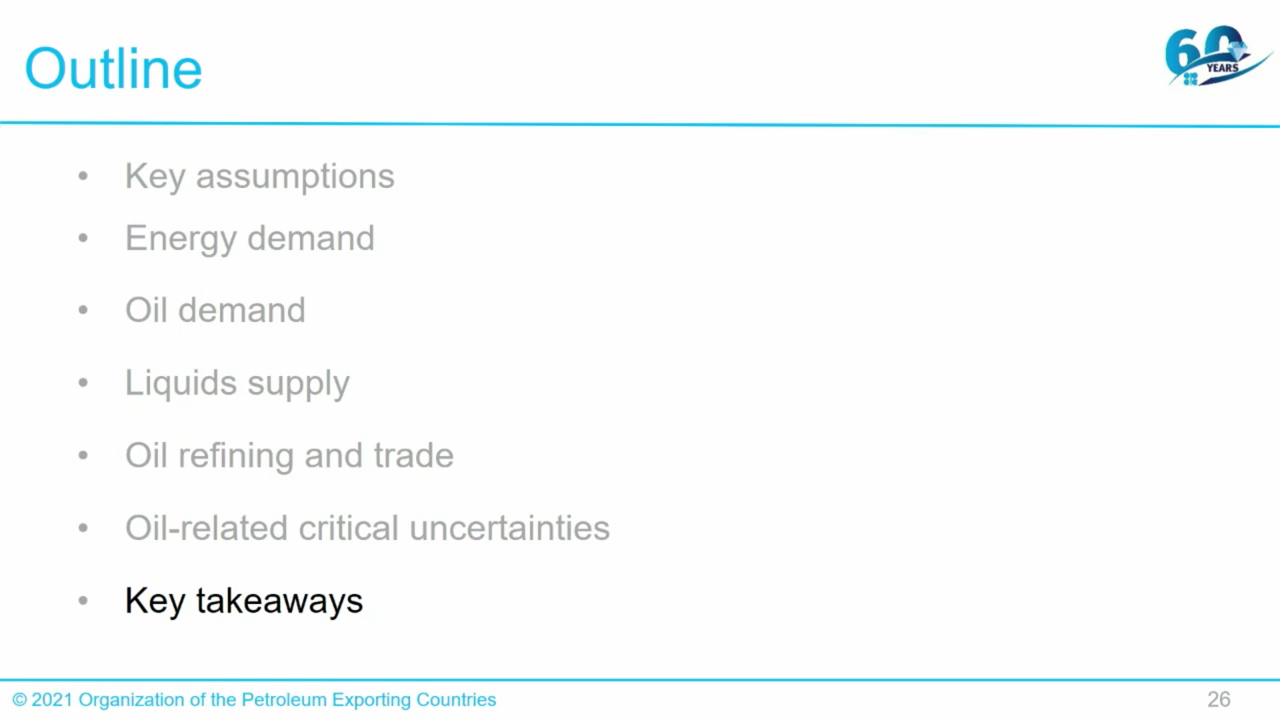 Outline
60
YEARS
• Key assumptions
• Energy demand
• Oil demand
• Liquids supply
• Oil refining and trade
• Oil-related critical uncertainties
• Key takeaways
© 2021 Organization of the Petroleum Exporting Countries
26